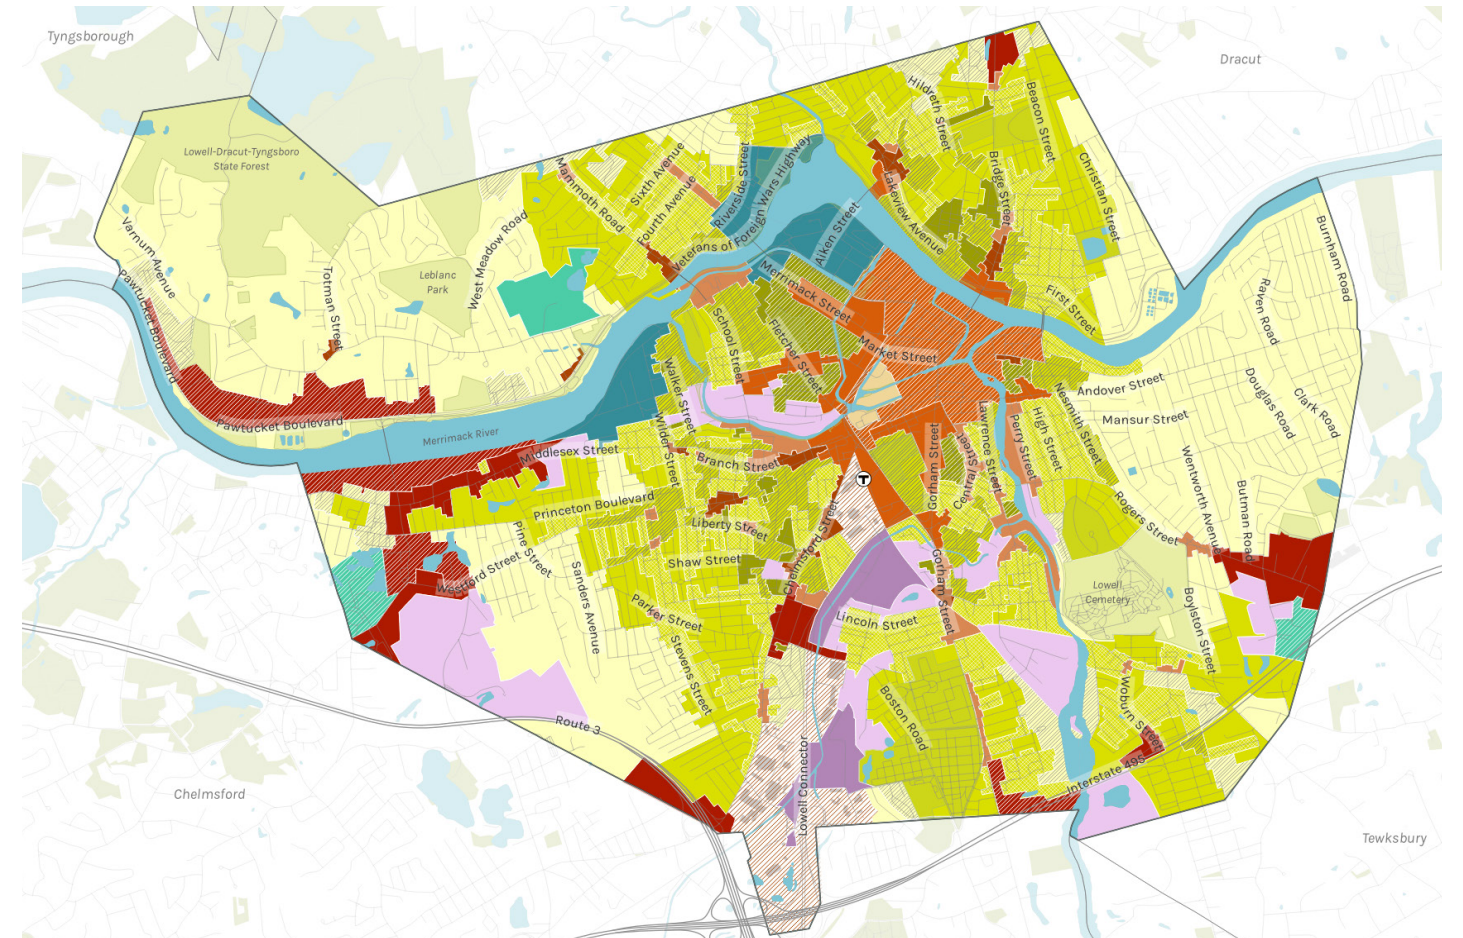 Tyngsborough
Dracut
Lowell-Dracut-Tyngsboro
State Forest
Hildreth Street
Beacon Street
Christian Street
Bridge Street
Lakeview Avenue
Mammoth Road
Sixth Avenue
Fourth Avenue
Riverside Street
Veterans of Foreign Wars Highway
Aiken Street
Varnum Avenue
Pawtucket Boulevard
Totman Street
Leblanc
Park
West Meadow Road
Merrimack Street
First Street
Burnham Road
Raven Road
School Street
Fletcher Street
Market Street
Andover Street
Douglas Road
Clark Road
Walker Street
Nesmith Street
Mansur Street
Pawtucket Boulevard
Merrimack River
Middlesex Street
Wilder Street
Branch Street
Gorham Street
Central Street
Lawrence Street
Perry Street
High Street
Wentworth Avenue
Butman Road
Rogers Street
T
Princeton Boulevard
Liberty Street
Chelmsford Street
Pine Street
Shaw Street
Westford Street
Sanders Avenue
Gorham Street
Lowell
Cemetery
Boylston Street
Parker Street
Lincoln Street
Stevens Street
Boston Road
Woburn Street
Route 3
Lowell Connector
Interstate 495
Chelmsford
Tewksbury